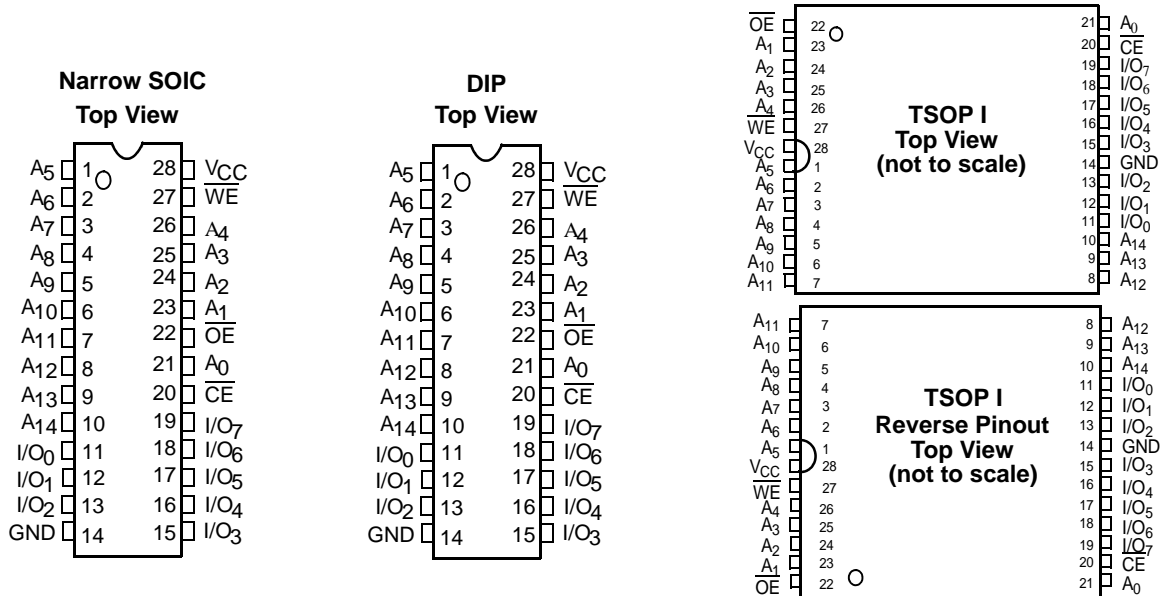 Narrow SOIC
Top View
A5 1 28 VCC
A6 2 27 WE
A7 3 26 A4
A8 4 25 A3
A9 5 24 A2
A10 6 23 A1
A11 7 22 OE
A12 8 21 A0
A13 9 20 CE
A14 10 19 I/O7
I/O0 11 18 I/O6
I/O1 12 17 I/O5
I/O2 13 16 I/O4
GND 14 15 I/O3
DIP
Top View
A5 1 28 VCC
A6 2 27 WE
A7 3 26 A4
A8 4 25 A3
A9 5 24 A2
A10 6 23 A1
A11 7 22 OE
A12 8 21 A0
A13 9 20 CE
A14 10 19 I/O7
I/O0 11 18 I/O6
I/O1 12 17 I/O5
I/O2 13 16 I/O4
GND 14 15 I/O3
TSOP I
Top View
(not to scale)
OE 22 21 A0
A1 23 20 CE
A2 24 19 I/O7
A3 25 18 I/O6
A4 26 17 I/O5
WE 27 16 I/O4
VCC 28 15 I/O3
A5 1 14 GND
A6 2 13 I/O2
A7 3 12 I/O1
A8 4 11 I/O0
A9 5 10 A14
A10 6 9 A13
A11 7 8 A12
TSOP I
Reverse Pinout
Top View
(not to scale)
A11 7 8 A12
A10 6 9 A13
A9 5 10 A14
A8 4 11 I/O0
A7 3 12 I/O1
A6 2 13 I/O2
A5 1 14 GND
VCC 28 15 I/O3
WE 27 16 I/O4
A4 26 17 I/O5
A3 25 18 I/O6
A2 24 19 I/O7
A1 23 20 CE
OE 22 21 A0